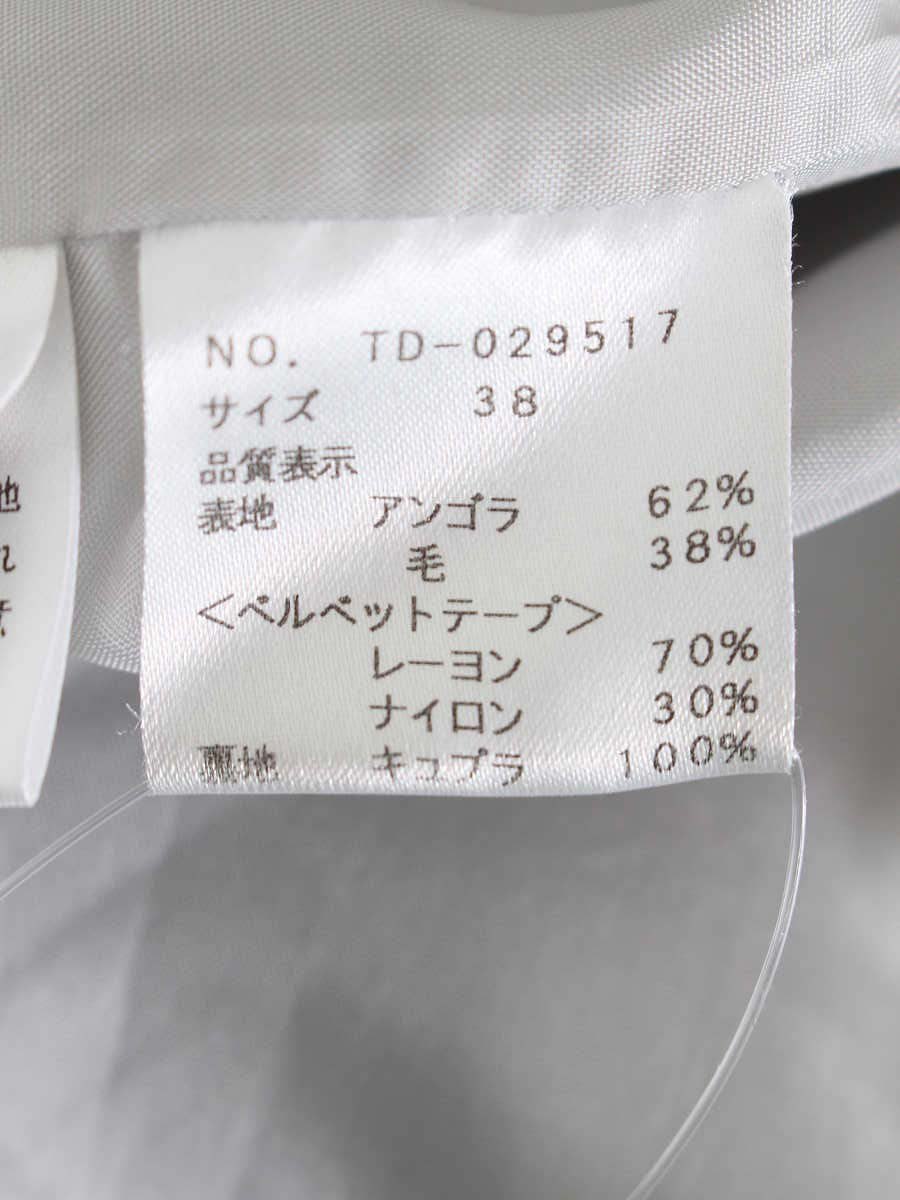 NO. TD-029517
サイズ 38
品質表示
表地 アンゴラ 62%
毛 38%
＜ベルベットテープ＞
レーヨン 70%
ナイロン 30%
裏地 キュプラ 100%
地
れ